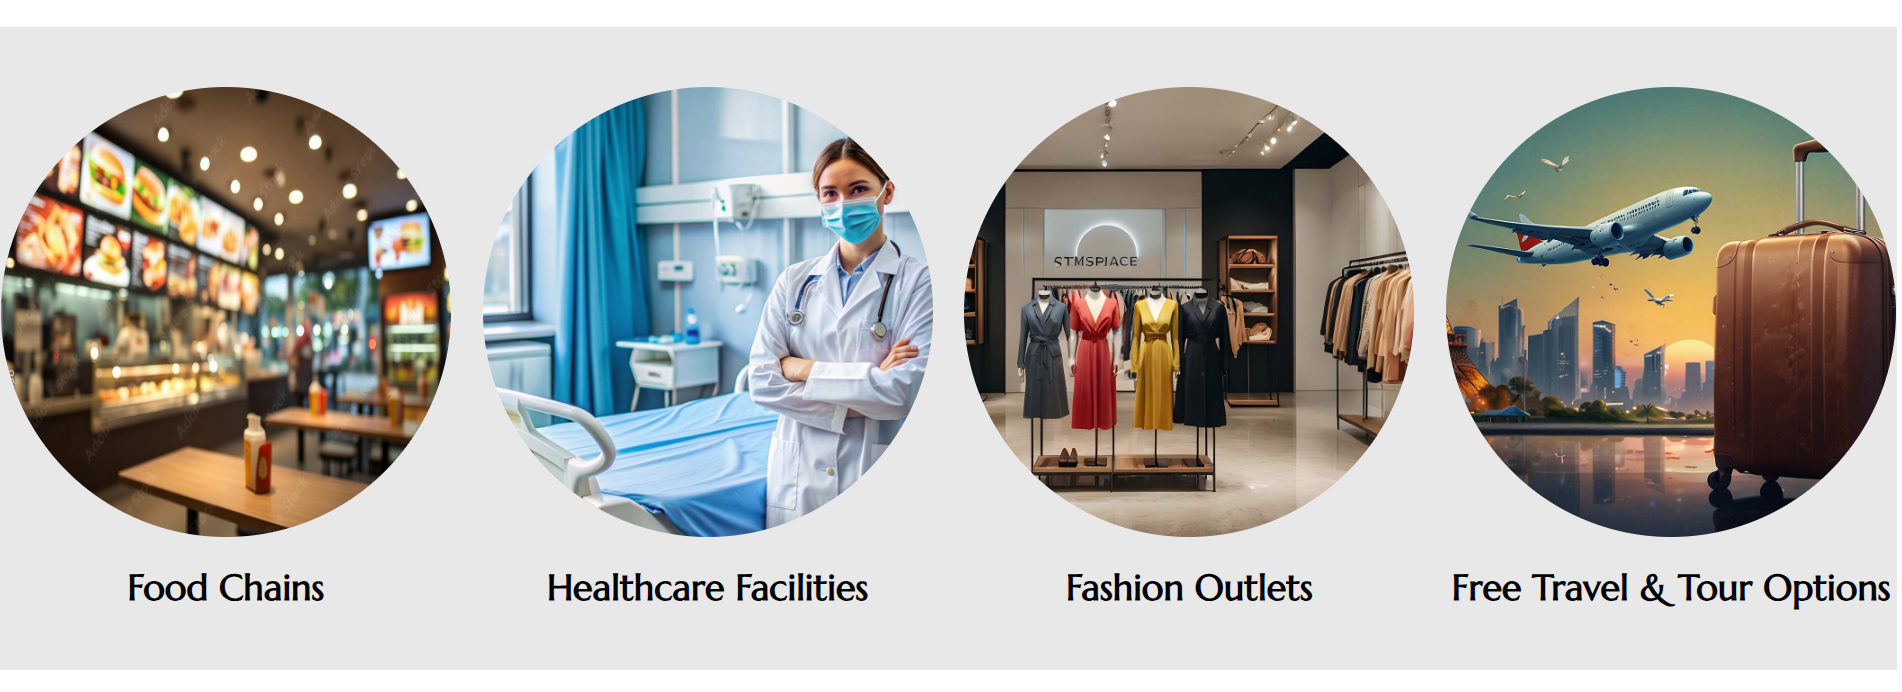 STMSPIACE
Food Chains
Healthcare Facilities
Fashion Outlets
Free Travel & Tour Options